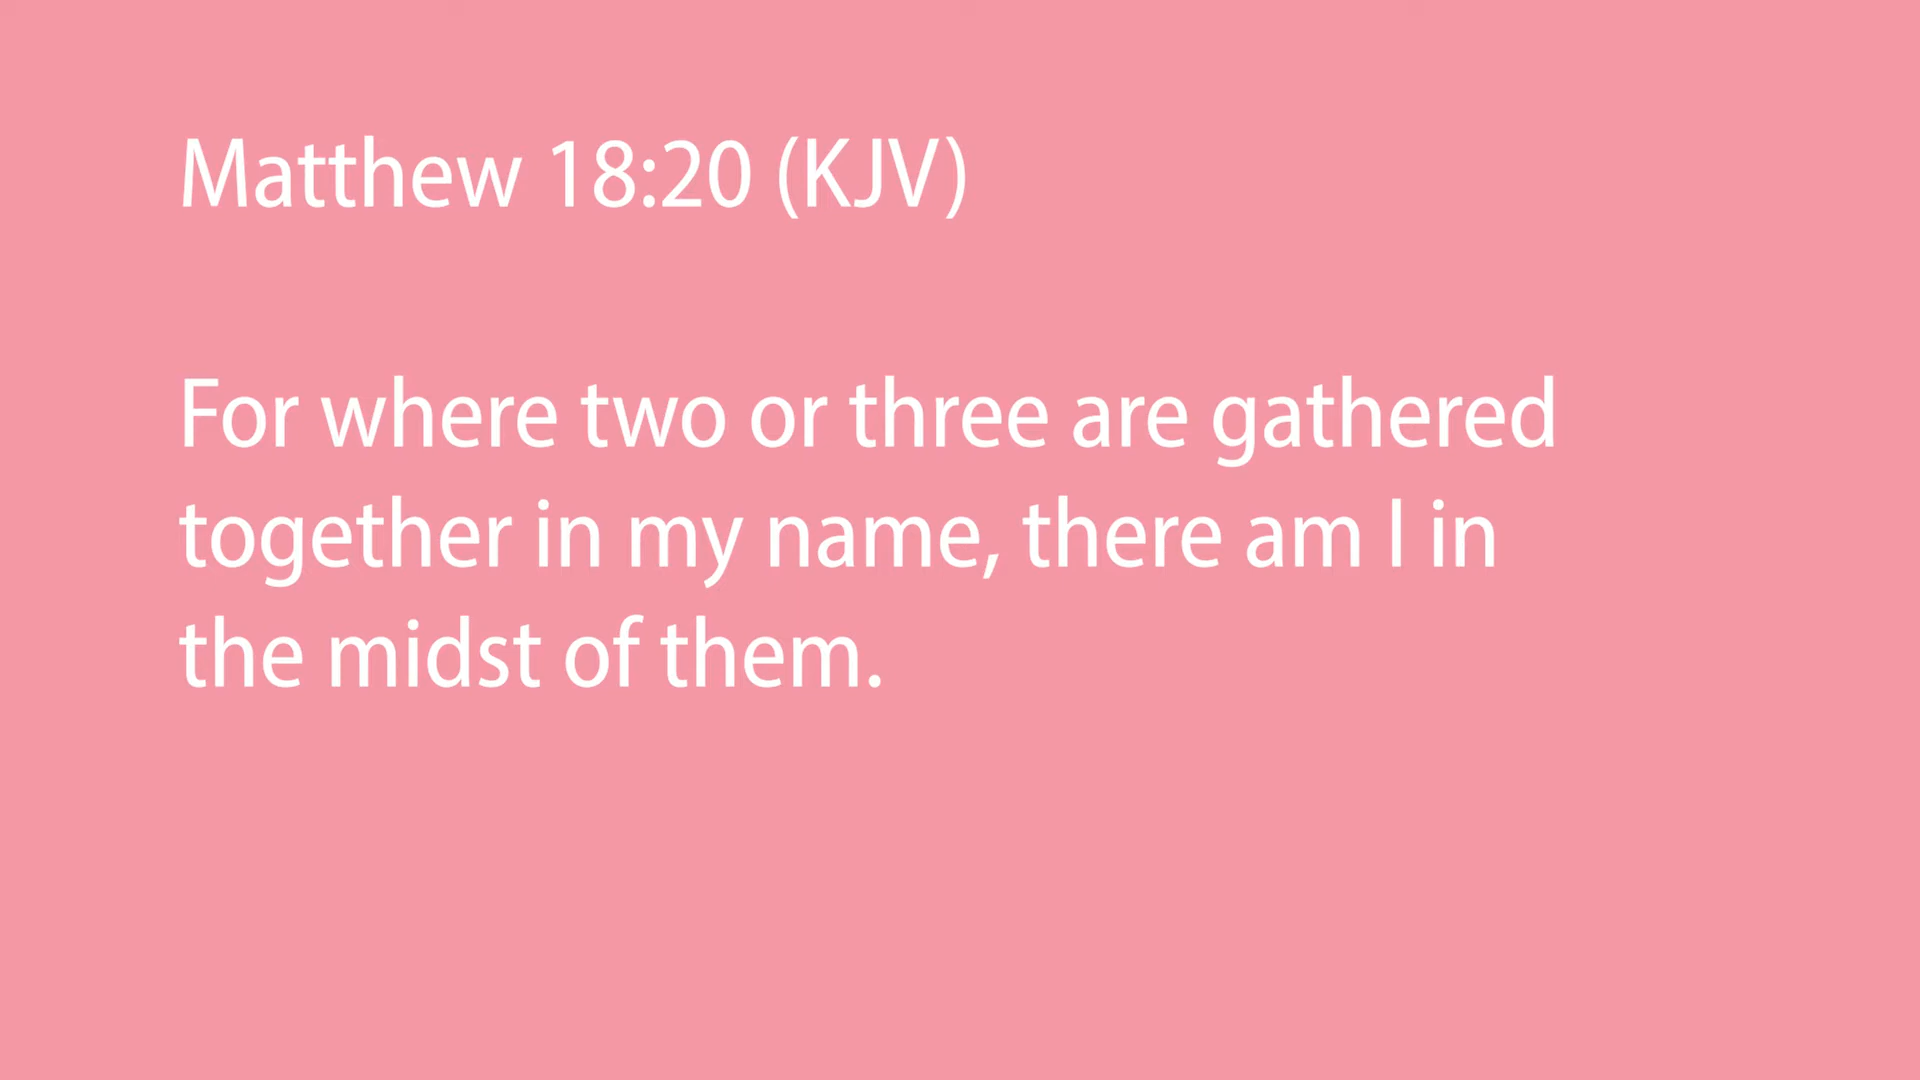 Matthew 18:20 (KJV)
For where two or three are gathered
together in my name, there am I in
the midst of them.